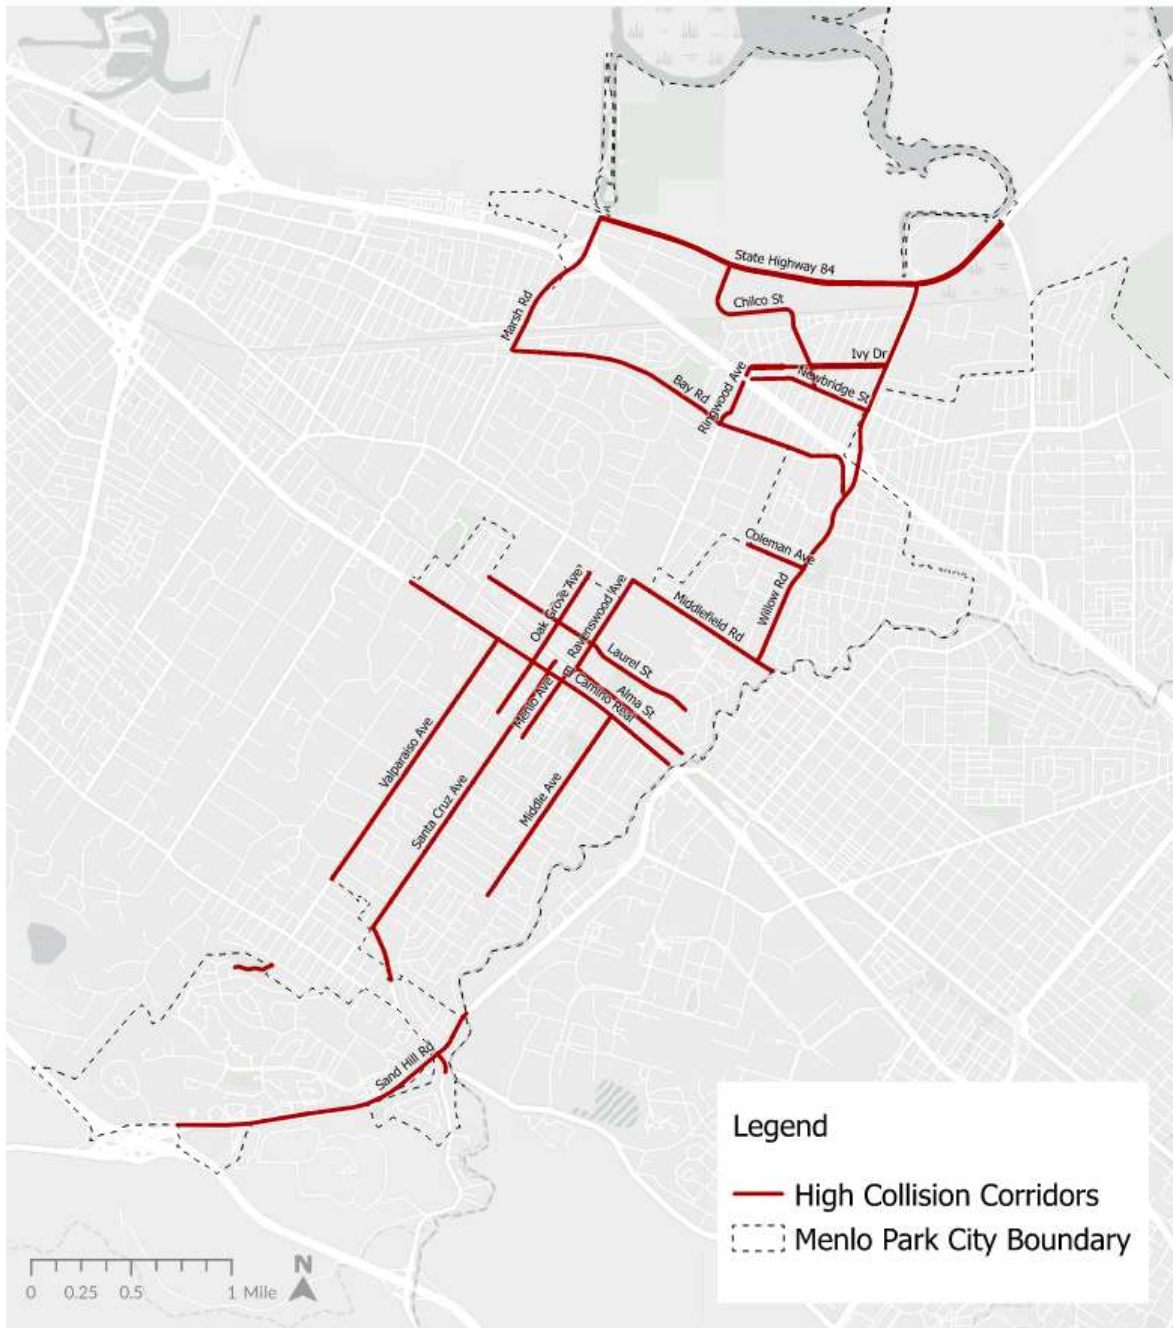 State Highway 84
Chilco St
Marsh Rd
Ivy Dr
Newbridge St
Bay Rd
Ringwood Ave
Coleman Ave
Willow Rd
Middlefield Rd
Oak Grove Ave
Ravenswood Ave
Laurel St
Alma St
Camino Real
Menlo Ave
Valparaiso Ave
Santa Cruz Ave
Middle Ave
Sand Hill Rd
Legend
High Collision Corridors
Menlo Park City Boundary
N
0 0.25 0.5 1 Mile